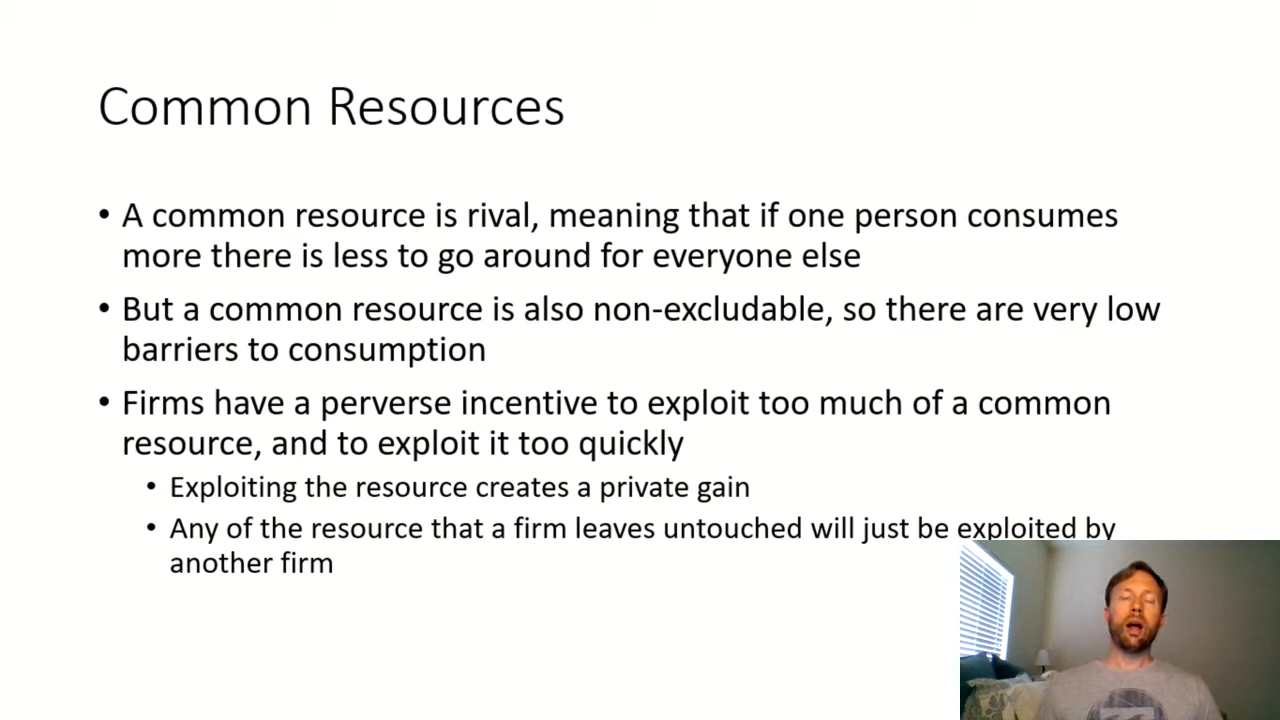 Common Resources
• A common resource is rival, meaning that if one person consumes
more there is less to go around for everyone else
• But a common resource is also non-excludable, so there are very low
barriers to consumption
• Firms have a perverse incentive to exploit too much of a common
resource, and to exploit it too quickly
• Exploiting the resource creates a private gain
• Any of the resource that a firm leaves untouched will just be exploited by
another firm